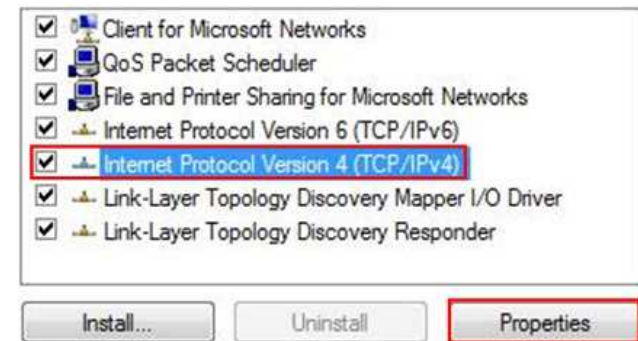 Client for Microsoft Networks
QoS Packet Scheduler
File and Printer Sharing for Microsoft Networks
Internet Protocol Version 6 (TCP/IPv6)
Internet Protocol Version 4 (TCP/IPv4)
Link-Layer Topology Discovery Mapper I/O Driver
Link-Layer Topology Discovery Responder
Install... Uninstall Properties